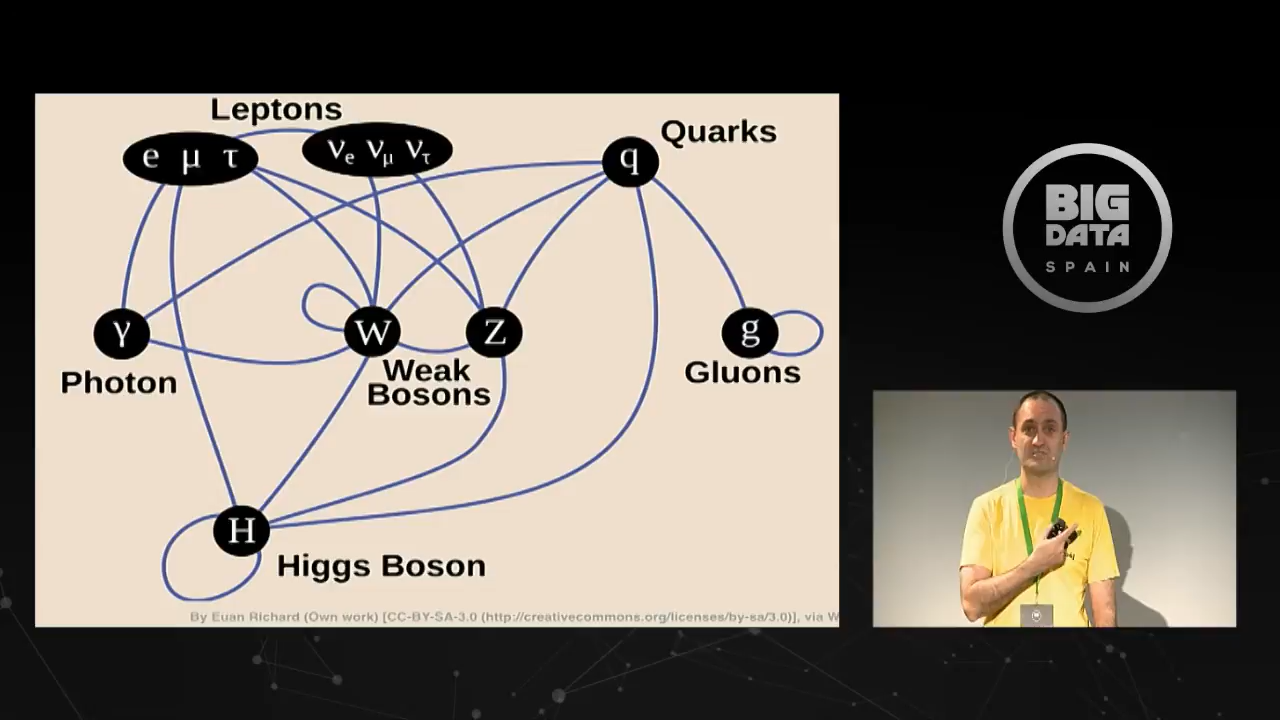 Leptons
e μ τ
νe νμ ντ
q
Quarks
γ
W
Z
g
Photon
Weak
Bosons
Gluons
H
Higgs Boson
By Euan Richard (Own work) [CC-BY-SA-3.0 (http://creativecommons.org/licenses/by-sa/3.0)], via W
BIG
DATA
SPAIN